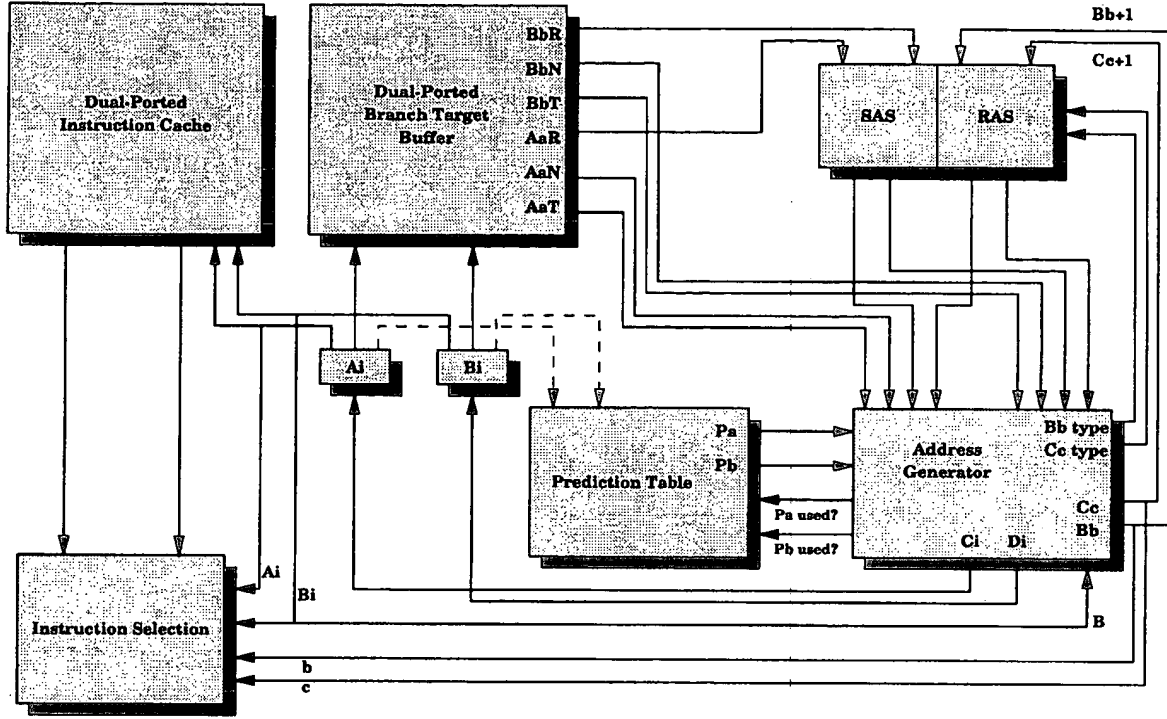 Bb+1
Cc+1
Dual-Ported
Instruction Cache
Dual-Ported
Branch Target
Buffer
BbR
BbN
BbT
AaR
AaN
AaT
SAS
RAS
Ai
Bi
Prediction Table
Pa
Pb
Address
Generator
Bb type
Cc type
Cc
Bb
Ci
Di
Pa used?
Pb used?
Instruction Selection
Ai
Bi
b
c
B